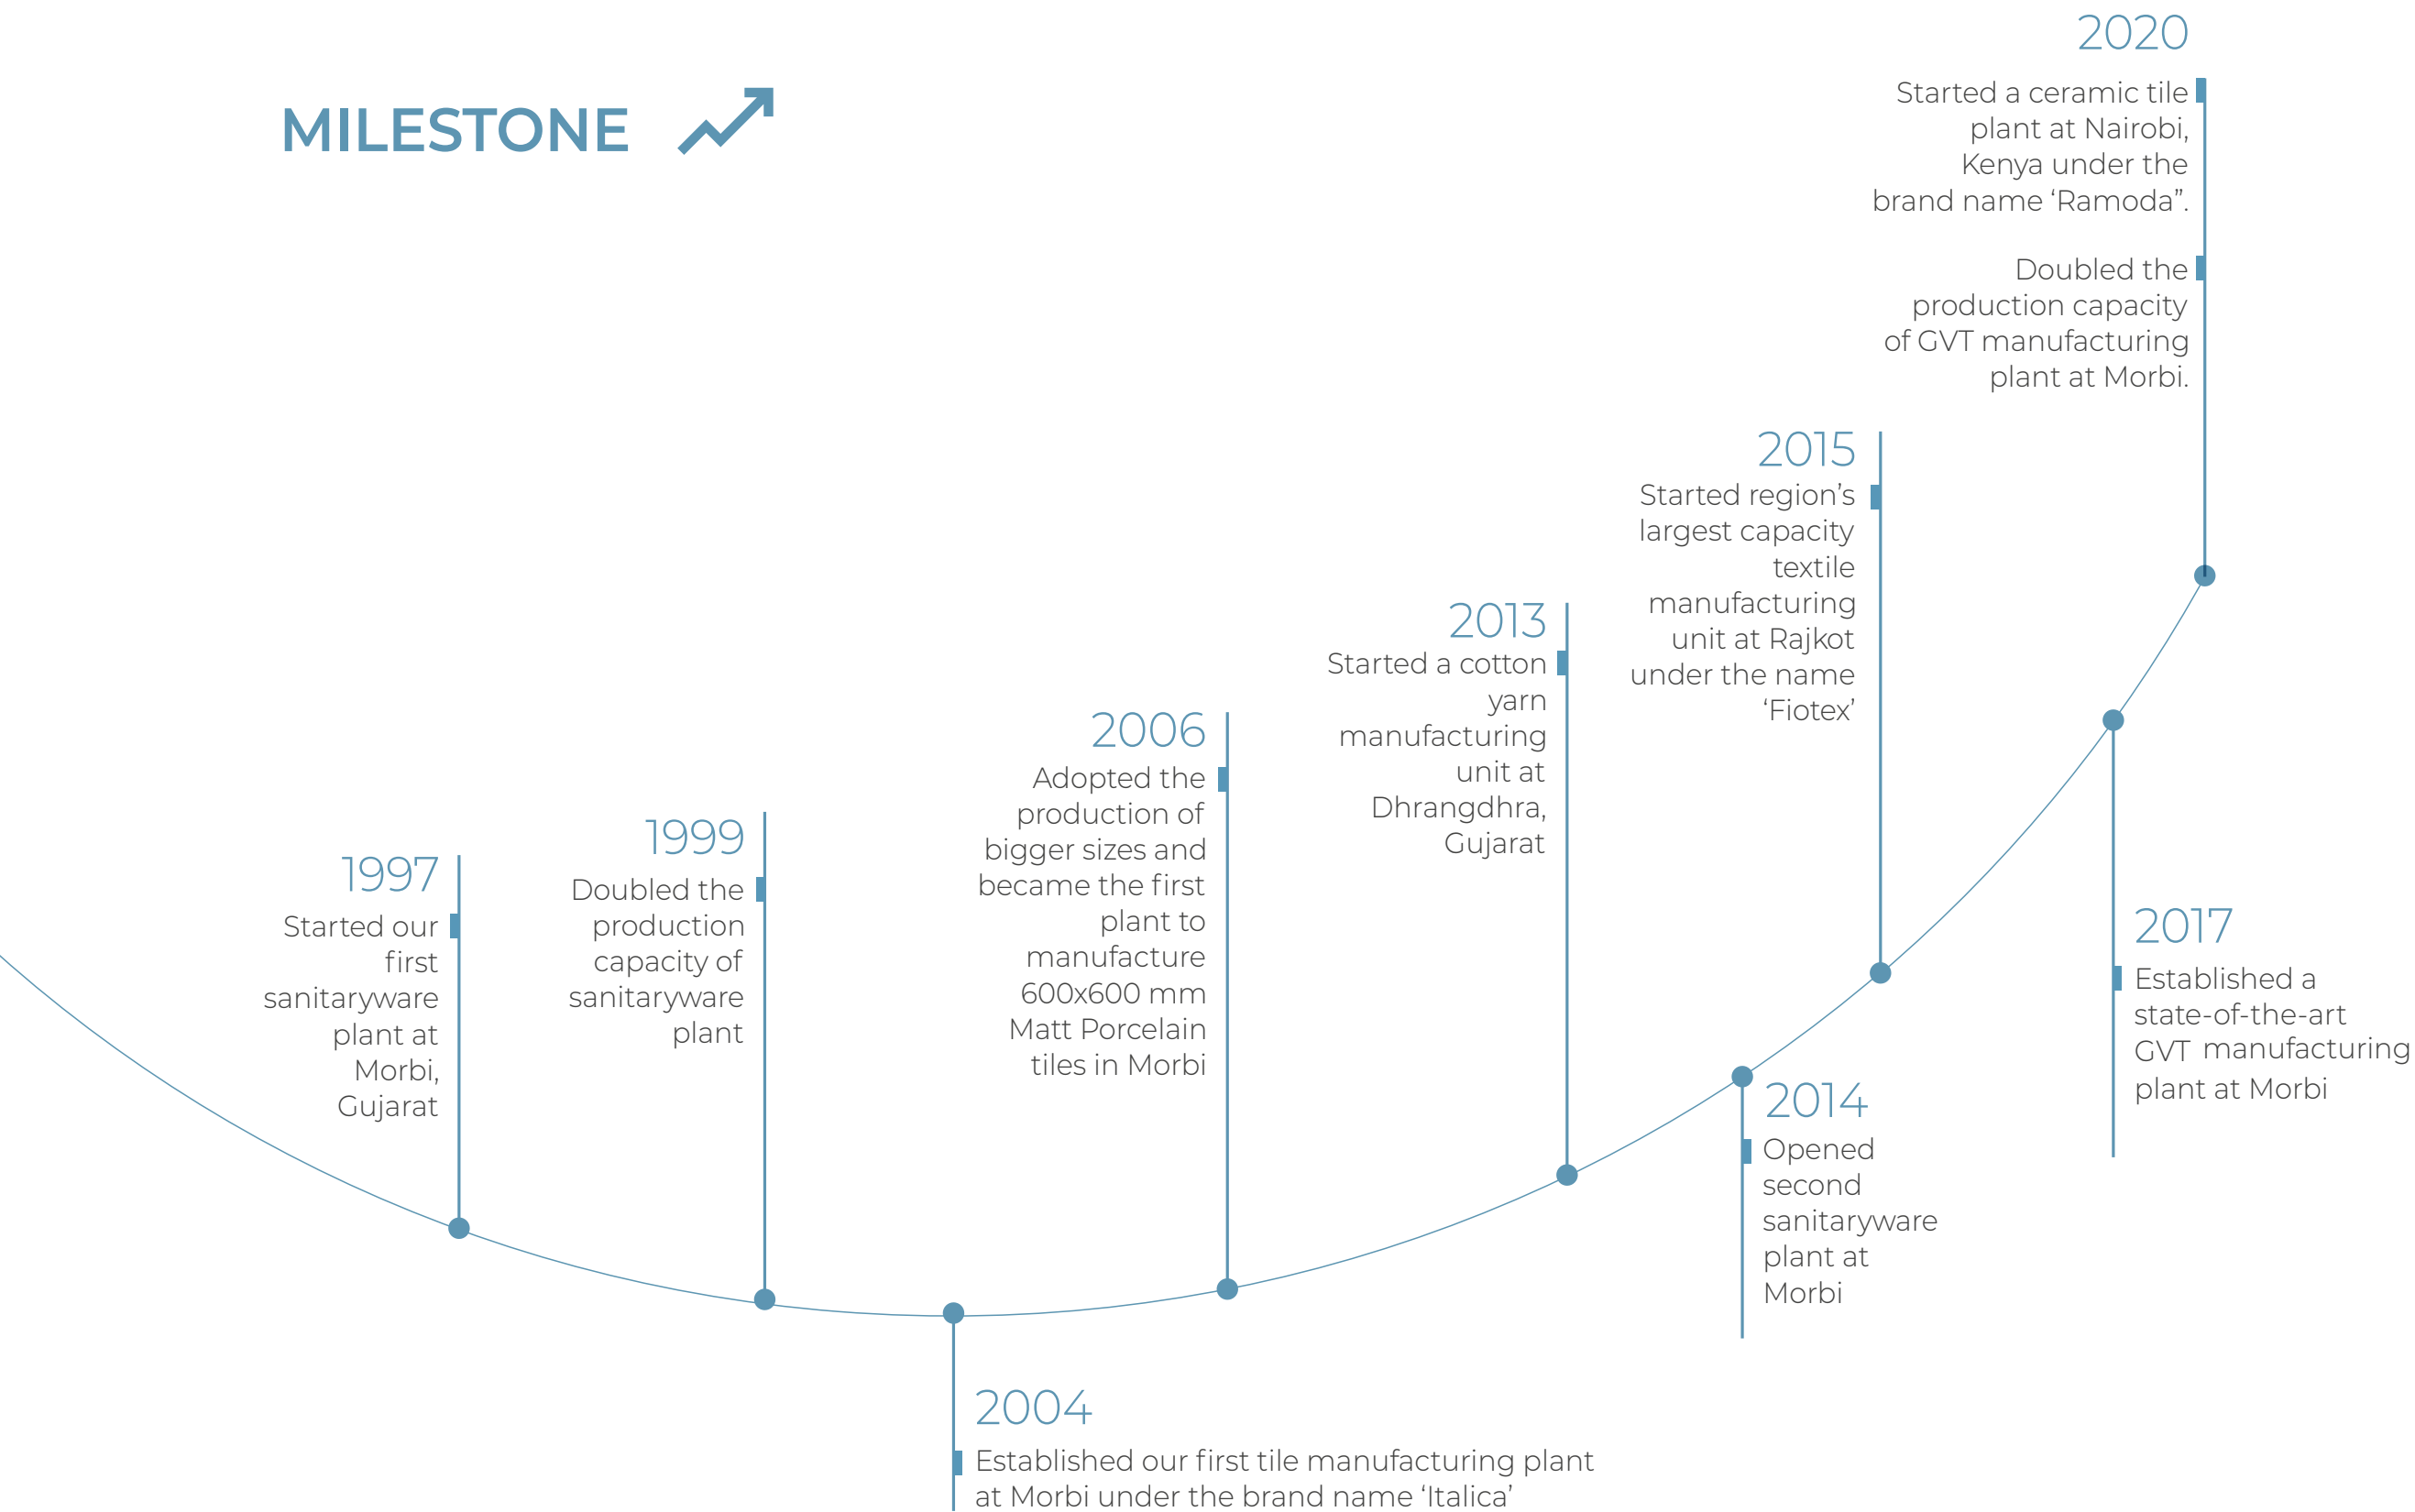 MILESTONE
1997
Started our
first
sanitaryware
plant at
Morbi,
Gujarat
1999
Doubled the
production
capacity of
sanitaryware
plant
2004
Established our first tile manufacturing plant
at Morbi under the brand name ‘Italica’
2006
Adopted the
production of
bigger sizes and
became the first
plant to
manufacture
600x600 mm
Matt Porcelain
tiles in Morbi
2013
Started a cotton
yarn
manufacturing
unit at
Dhrangdhra,
Gujarat
2014
Opened
second
sanitaryware
plant at
Morbi
2015
Started region’s
largest capacity
textile
manufacturing
unit at Rajkot
under the name
‘Fiotex’
2017
Established a
state-of-the-art
GVT manufacturing
plant at Morbi
2020
Started a ceramic tile
plant at Nairobi,
Kenya under the
brand name ‘Ramoda”.
Doubled the
production capacity
of GVT manufacturing
plant at Morbi.